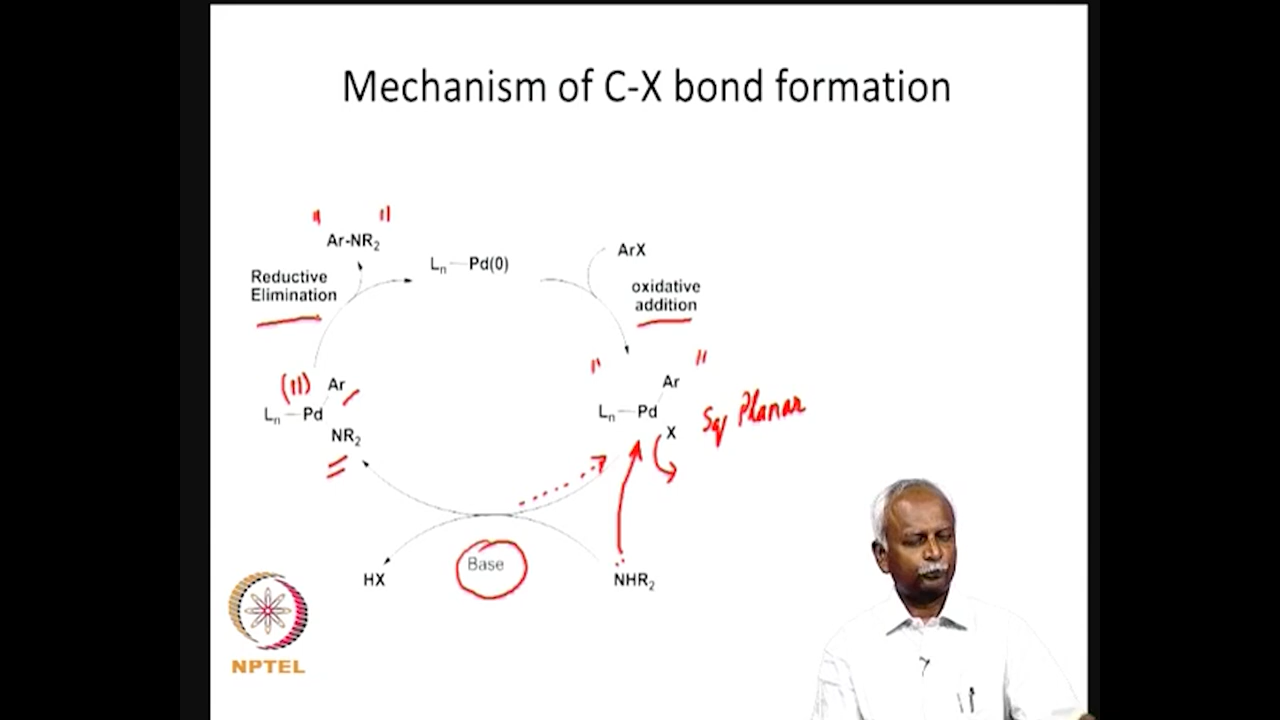 Mechanism of C-X bond formation
" Ar-NR₂ "
Lₙ—Pd(0)
ArX
Reductive
Elimination
oxidative
addition
" "
(II)
Ar
Lₙ—Pd
NR₂
Ar
Lₙ—Pd
X
Sq Planar
Base
HX
NHR₂
NPTEL